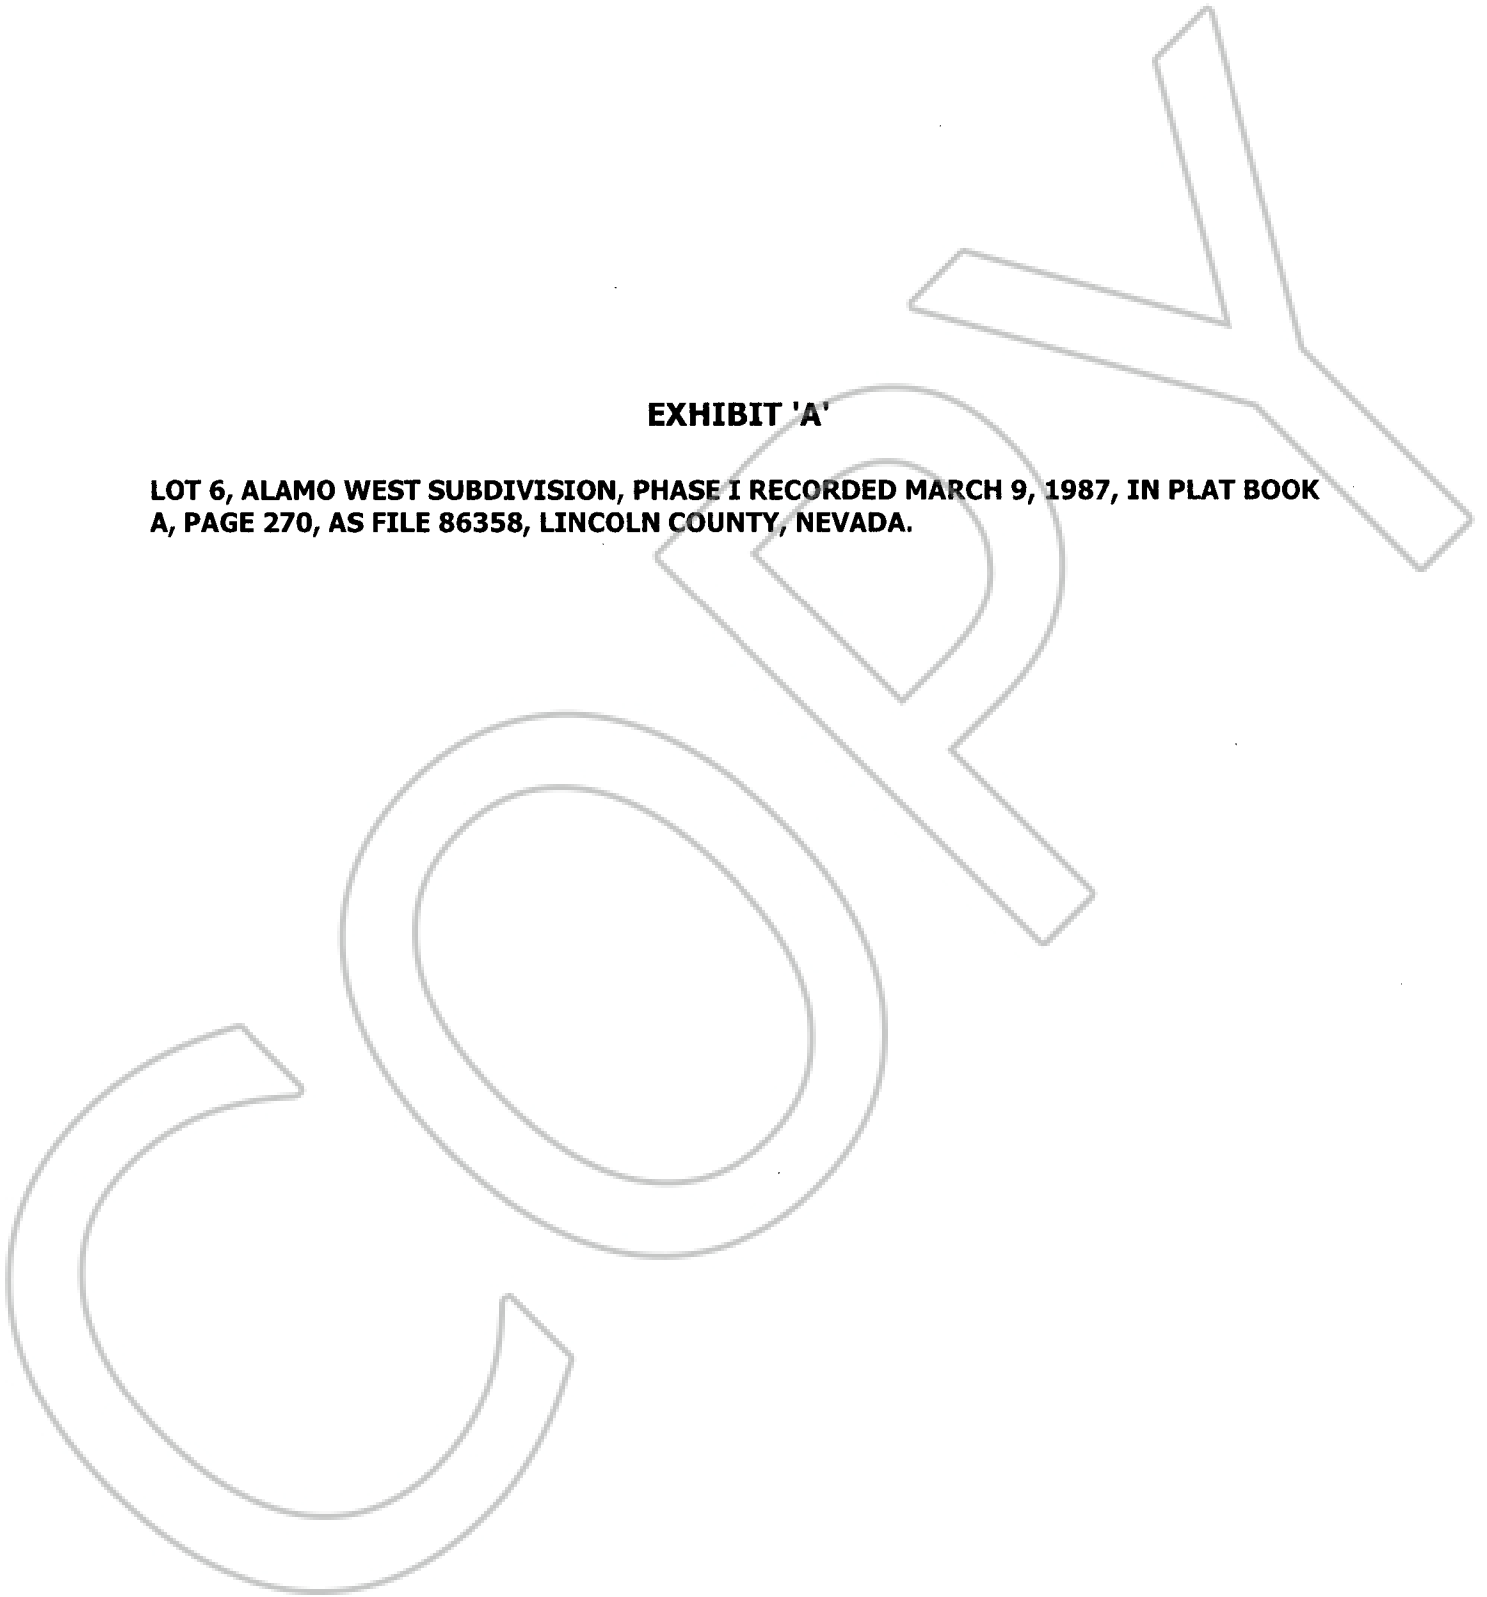 EXHIBIT 'A'
LOT 6, ALAMO WEST SUBDIVISION, PHASE I RECORDED MARCH 9, 1987, IN PLAT BOOK
A, PAGE 270, AS FILE 86358, LINCOLN COUNTY, NEVADA.
COPY